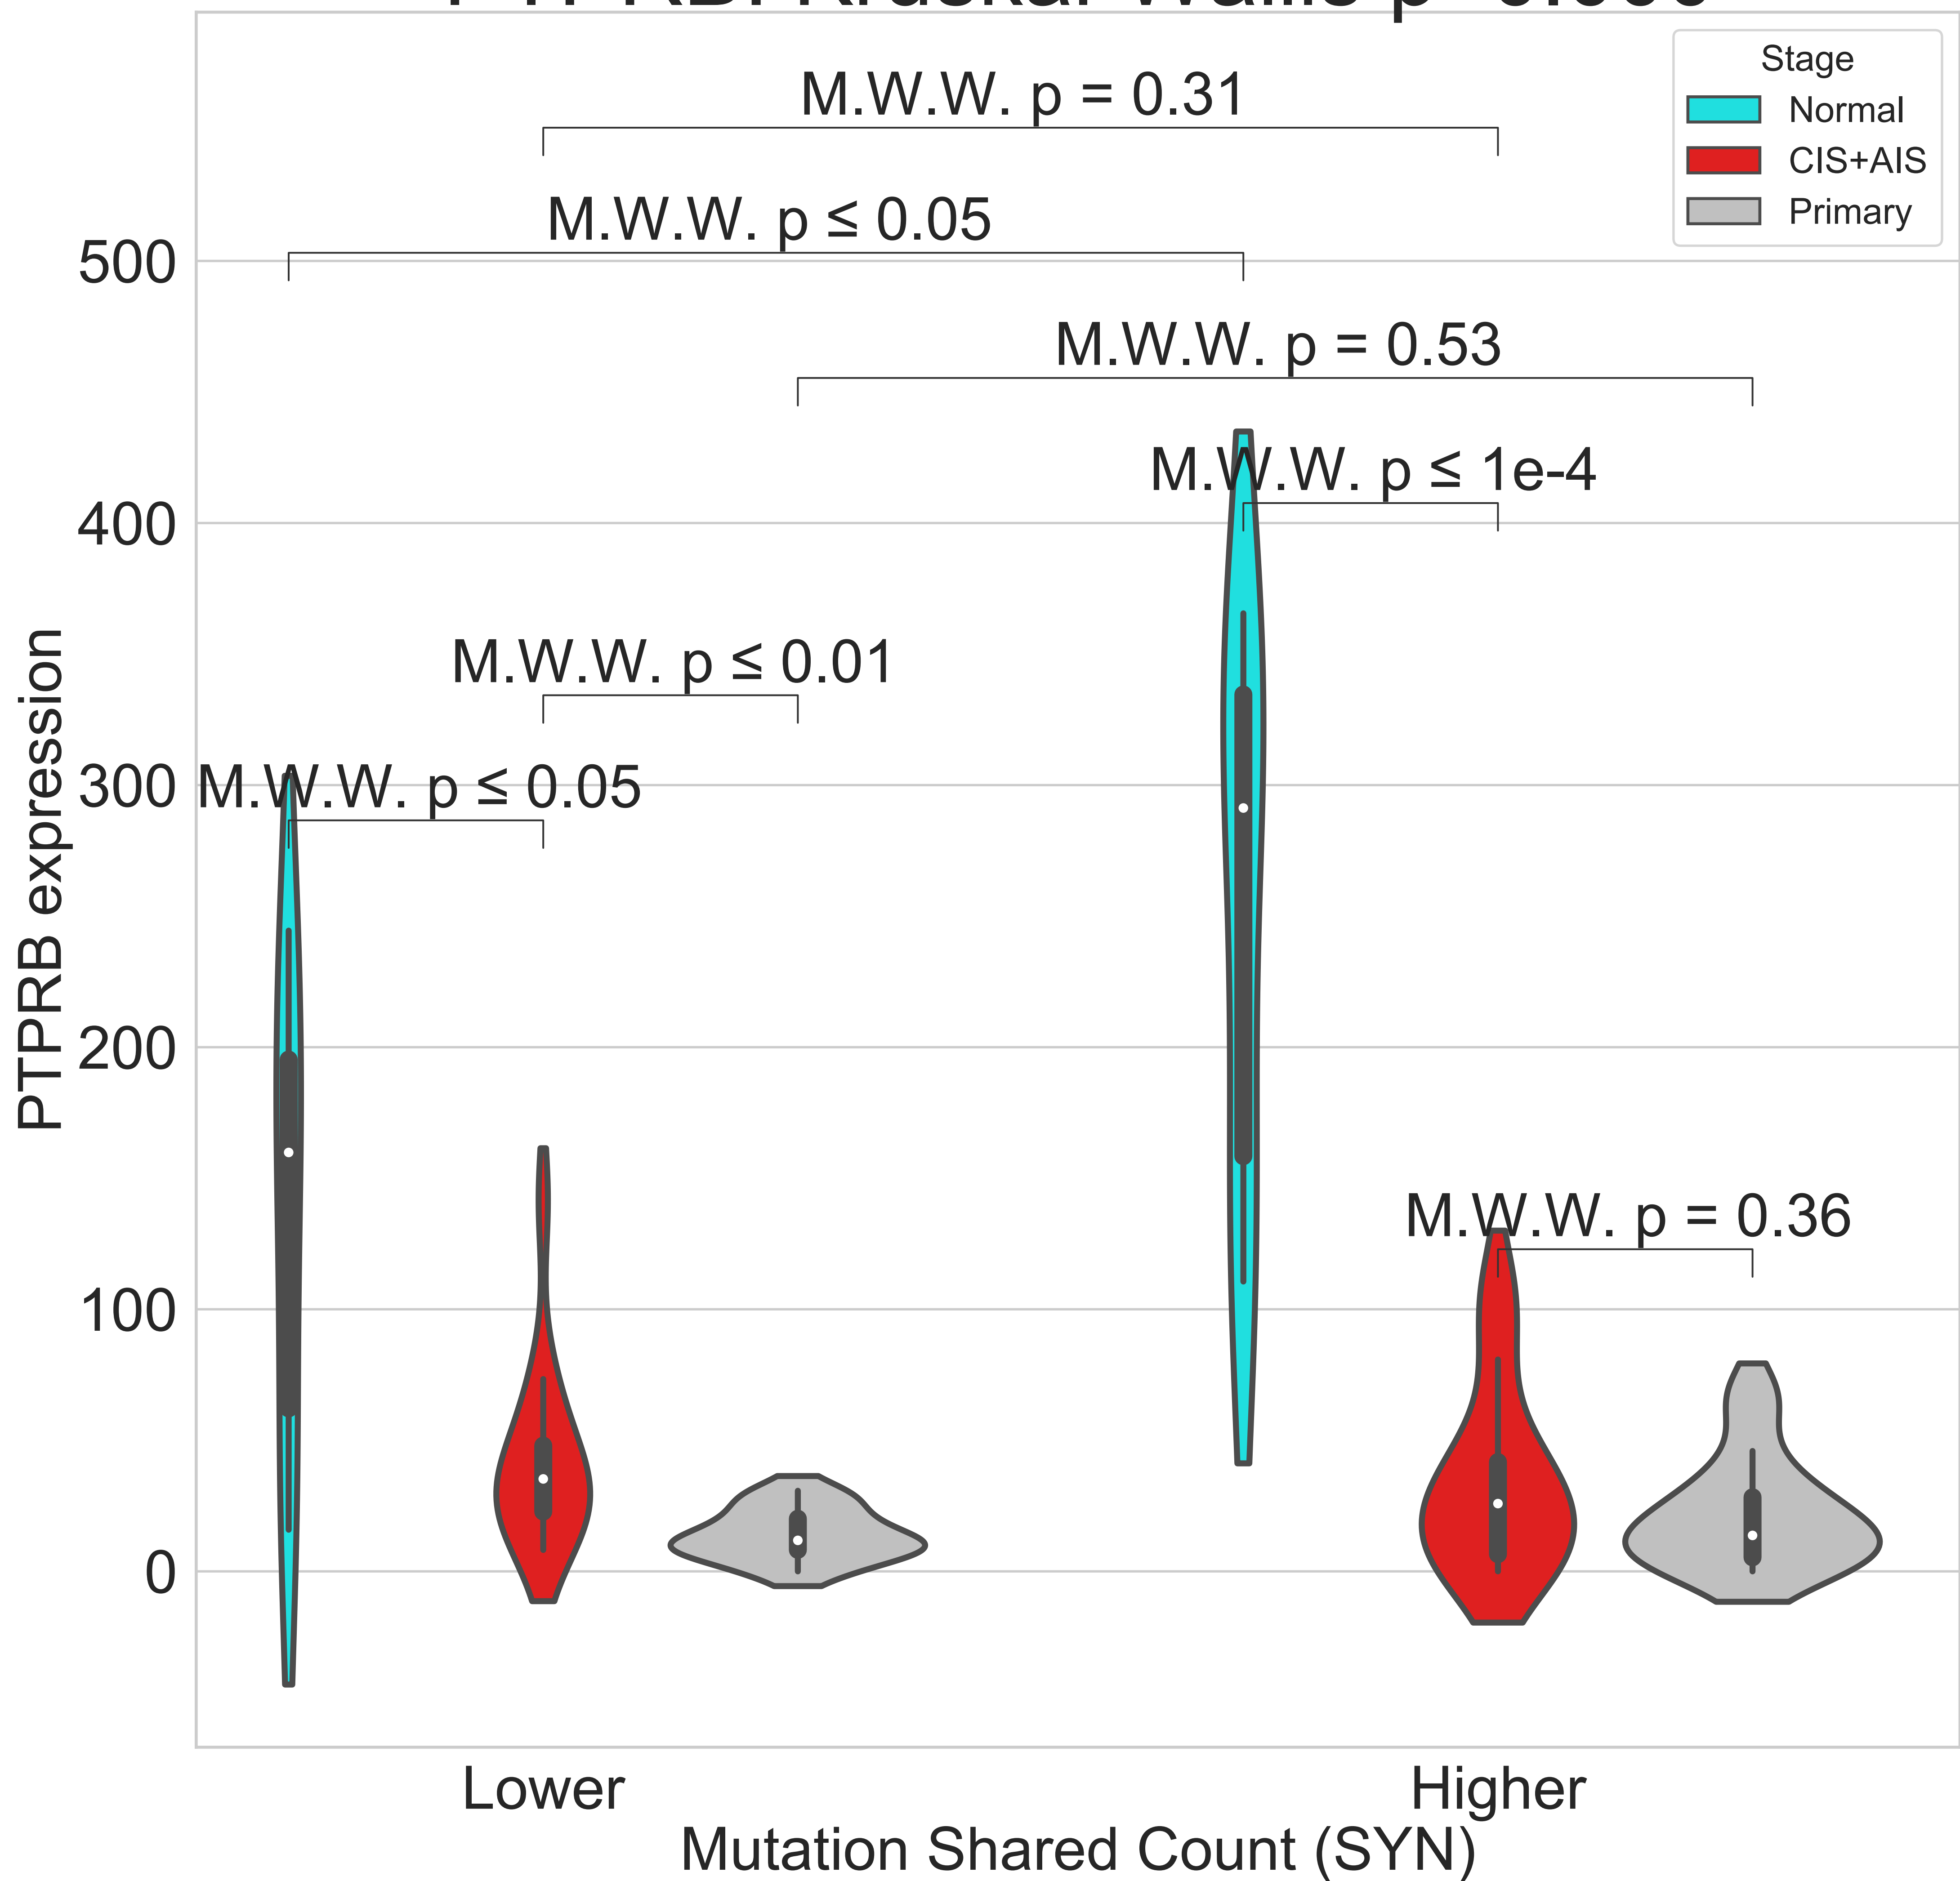 Stage
Normal
CIS+AIS
Primary
M.W.W. p = 0.31
M.W.W. p ≤ 0.05
M.W.W. p = 0.53
M.W.W. p ≤ 1e-4
M.W.W. p ≤ 0.01
M.W.W. p ≤ 0.05
M.W.W. p = 0.36
500
400
300
200
100
0
PTPRB expression
Lower
Higher
Mutation Shared Count (SYN)